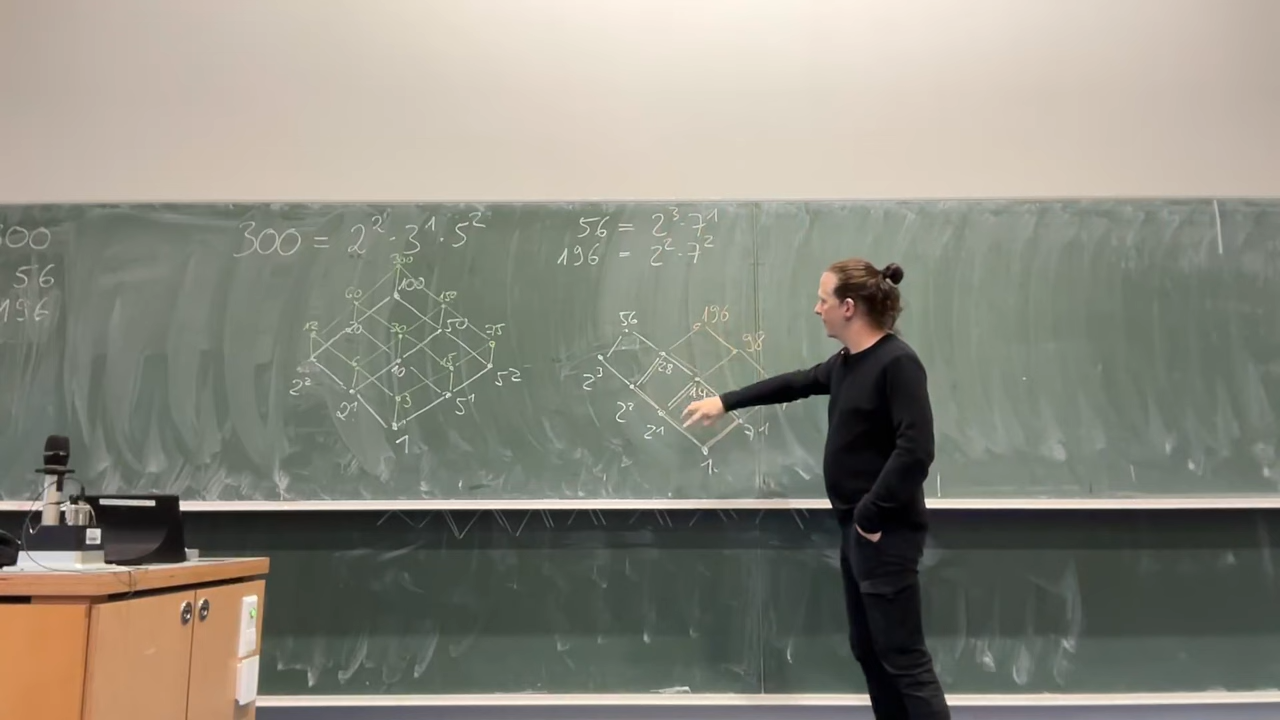 300
56
196
300 = 2² · 3¹ · 5²
300
60 100 150
12 20 30 50 75
2² 6 10 15 5²
2¹ 3 5¹
1
56 = 2³ · 7¹
196 = 2² · 7²
56 196
2³ 28 98
2² 14
2¹ 7¹
1